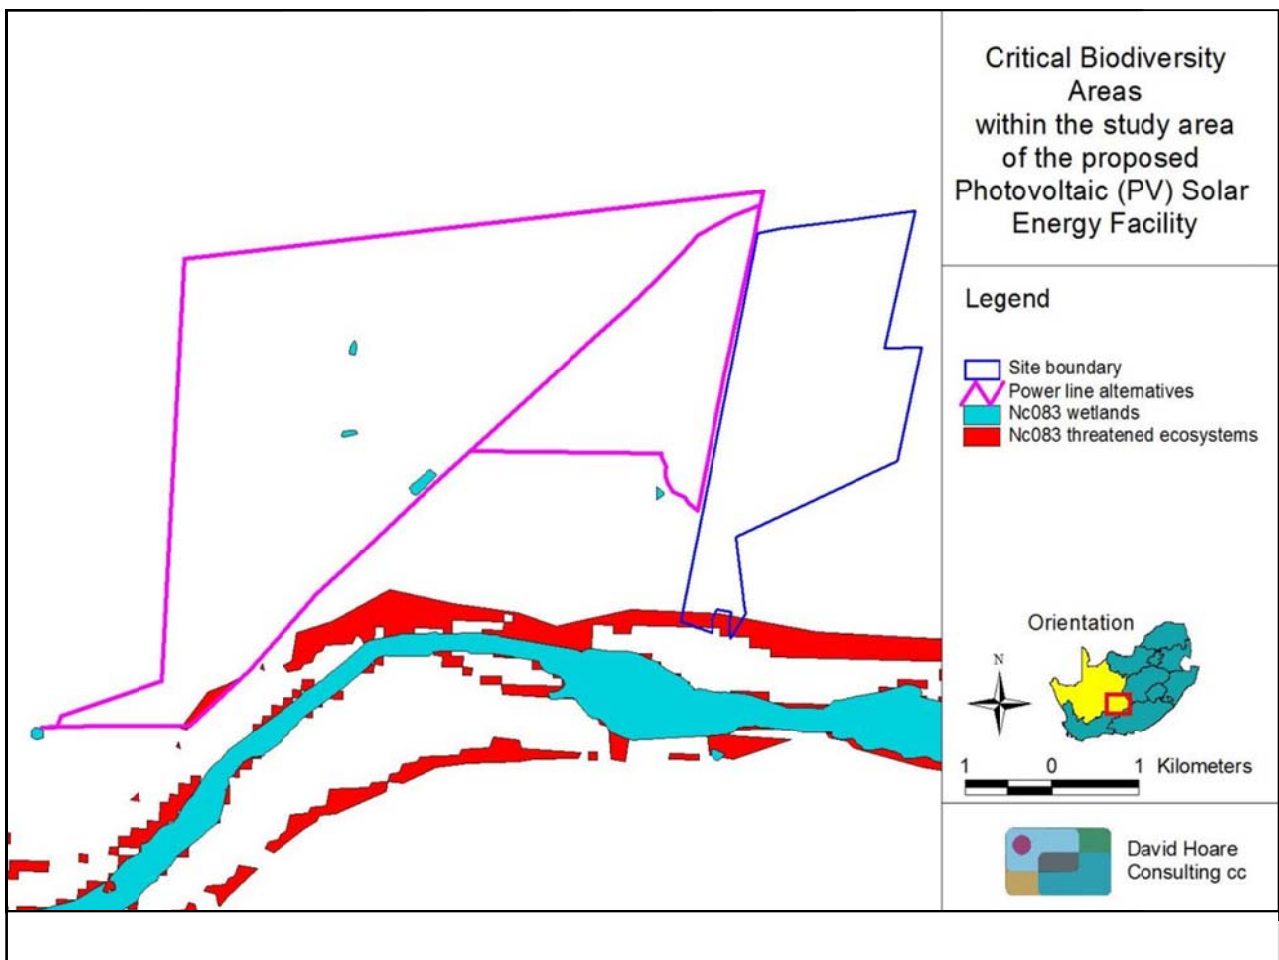 Critical Biodiversity
Areas
within the study area
of the proposed
Photovoltaic (PV) Solar
Energy Facility
Legend
Site boundary
Power line alternatives
Nc083 wetlands
Nc083 threatened ecosystems
Orientation
N
1 0 1 Kilometers
David Hoare
Consulting cc